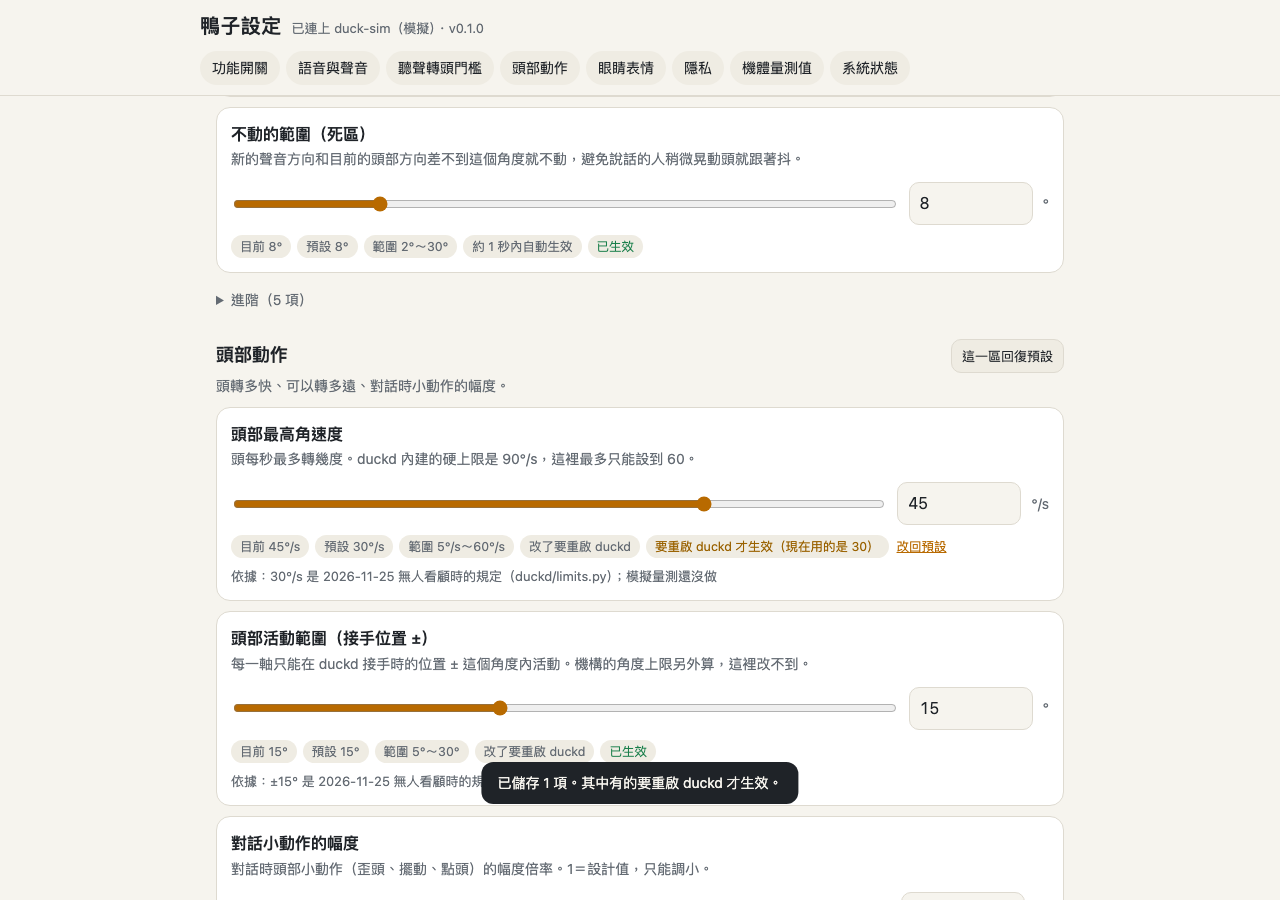 鴨子設定 已連上 duck-sim（模擬）· v0.1.0
功能開關 語音與聲音 聽聲轉頭門檻 頭部動作 眼睛表情 隱私 機體量測值 系統狀態
不動的範圍（死區）
新的聲音方向和目前的頭部方向差不到這個角度就不動，避免說話的人稍微晃動頭就跟著抖。
8 °
目前 8° 預設 8° 範圍 2°～30° 約 1 秒內自動生效 已生效
▶ 進階（5 項）
頭部動作 這一區回復預設
頭轉多快、可以轉多遠、對話時小動作的幅度。
頭部最高角速度
頭每秒最多轉幾度。duckd 內建的硬上限是 90°/s，這裡最多只能設到 60。
45 °/s
目前 45°/s 預設 30°/s 範圍 5°/s～60°/s 改了要重啟 duckd 要重啟 duckd 才生效（現在用的是 30） 改回預設
依據：30°/s 是 2026-11-25 無人看顧時的規定（duckd/limits.py）；模擬量測還沒做
頭部活動範圍（接手位置 ±）
每一軸只能在 duckd 接手時的位置 ± 這個角度內活動。機構的角度上限另外算，這裡改不到。
15 °
目前 15° 預設 15° 範圍 5°～30° 改了要重啟 duckd 已生效
依據：±15° 是 2026-11-25 無人看顧時的
已儲存 1 項。其中有的要重啟 duckd 才生效。
對話小動作的幅度
對話時頭部小動作（歪頭、擺動、點頭）的幅度倍率。1＝設計值，只能調小。